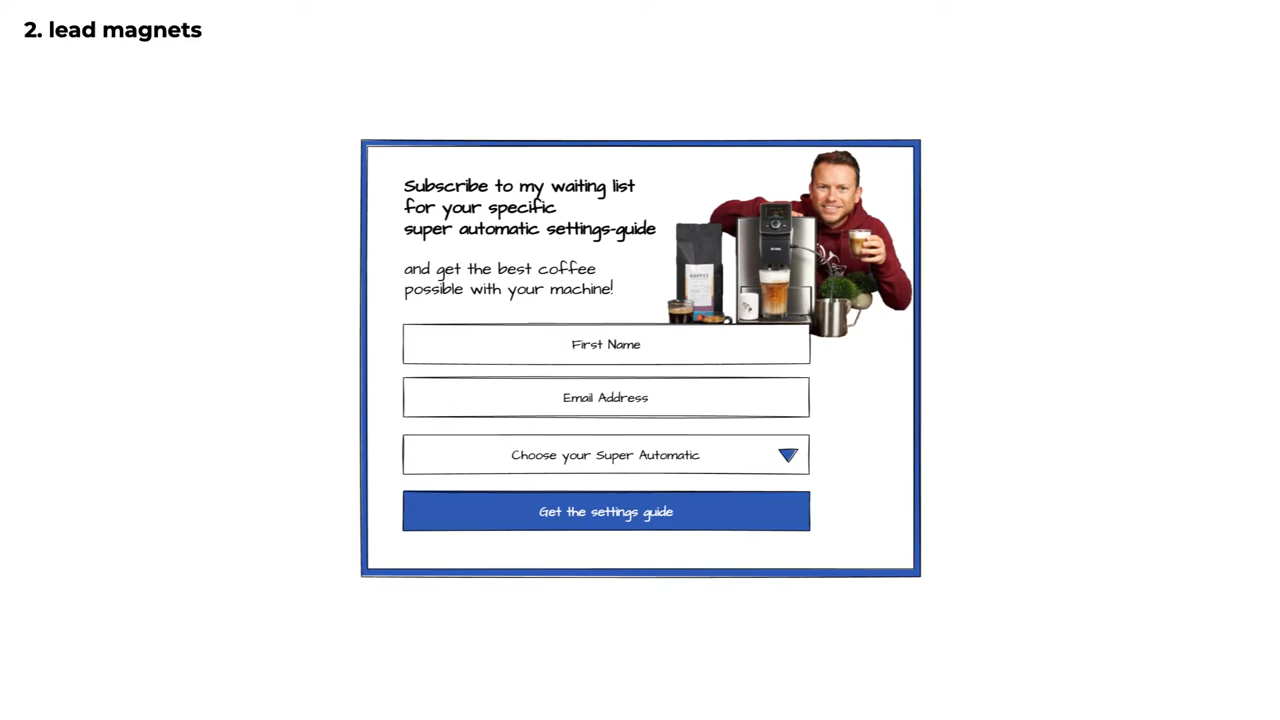 2. lead magnets
Subscribe to my waiting list
for your specific
super automatic settings-guide
and get the best coffee
possible with your machine!
KAFFEE
First Name
Email Address
Choose your Super Automatic
Get the settings guide